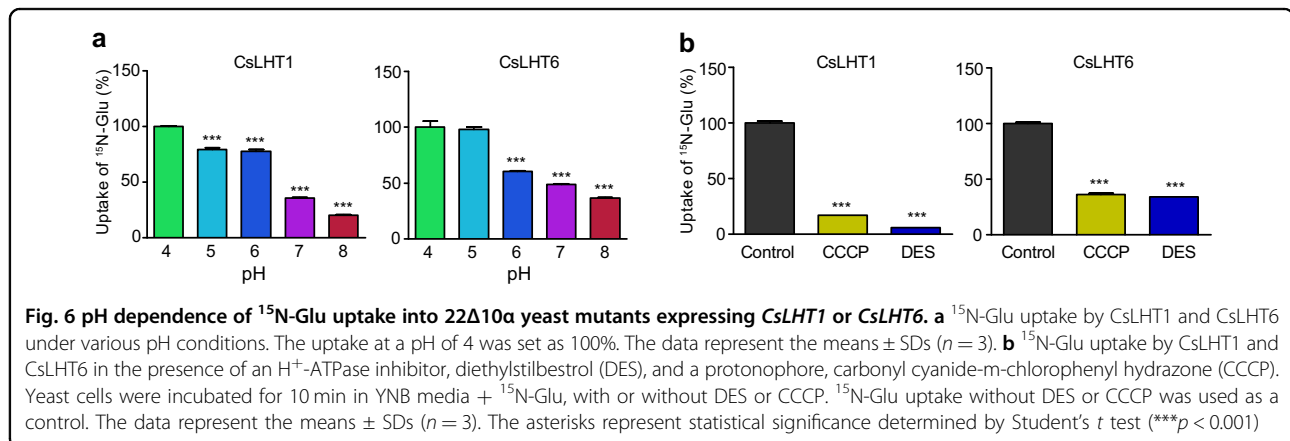 a
b
CsLHT1
CsLHT6
CsLHT1
CsLHT6
Uptake of ¹⁵N-Glu (%)
150
100
50
0
4 5 6 7 8
pH
*** *** *** ***
150
100
50
0
4 5 6 7 8
pH
*** *** ***
Uptake of ¹⁵N-Glu (%)
150
100
50
0
Control CCCP DES
*** ***
150
100
50
0
Control CCCP DES
*** ***
Fig. 6 pH dependence of ¹⁵N-Glu uptake into 22Δ10α yeast mutants expressing CsLHT1 or CsLHT6. a ¹⁵N-Glu uptake by CsLHT1 and CsLHT6
under various pH conditions. The uptake at a pH of 4 was set as 100%. The data represent the means ± SDs (n = 3). b ¹⁵N-Glu uptake by CsLHT1 and
CsLHT6 in the presence of an H⁺-ATPase inhibitor, diethylstilbestrol (DES), and a protonophore, carbonyl cyanide-m-chlorophenyl hydrazone (CCCP).
Yeast cells were incubated for 10 min in YNB media + ¹⁵N-Glu, with or without DES or CCCP. ¹⁵N-Glu uptake without DES or CCCP was used as a
control. The data represent the means ± SDs (n = 3). The asterisks represent statistical significance determined by Student's t test (***p < 0.001)